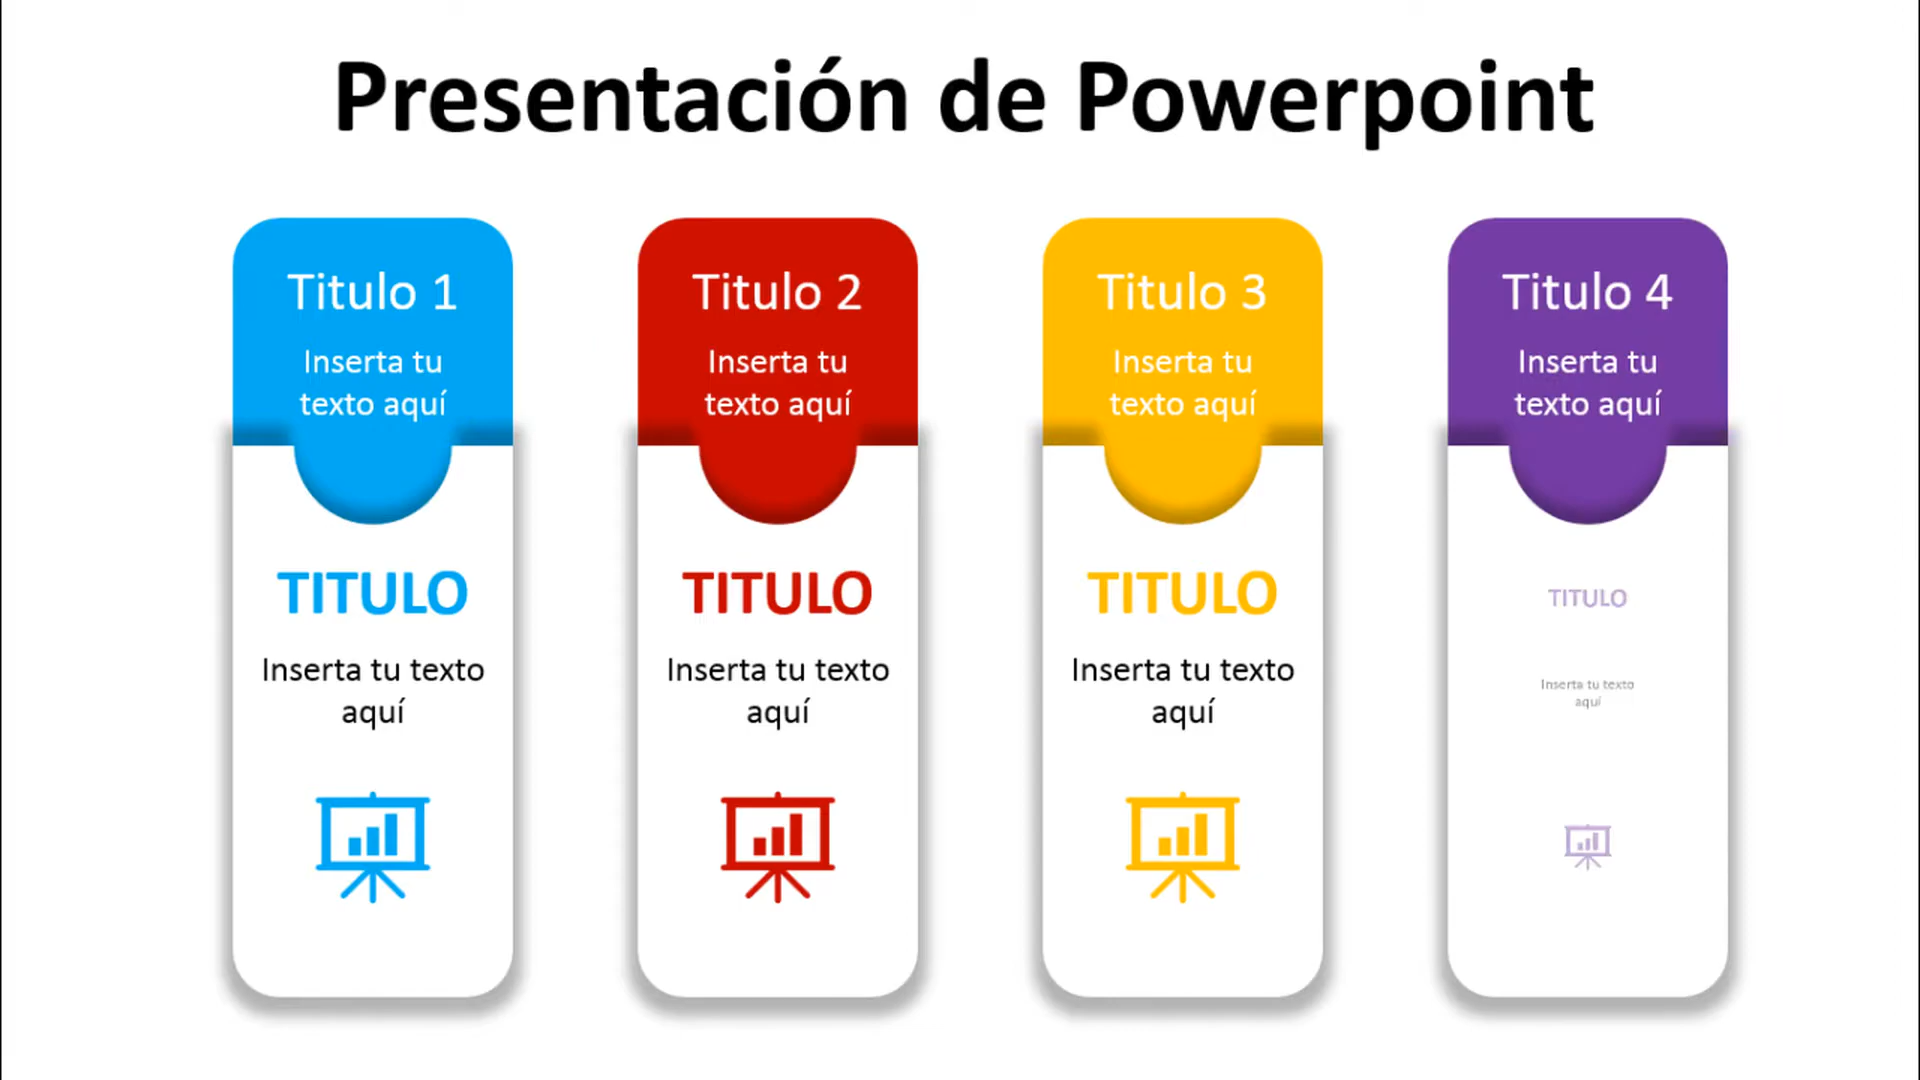 Presentación de Powerpoint
Titulo 1
Inserta tu
texto aquí
TITULO
Inserta tu texto
aquí
Titulo 2
Inserta tu
texto aquí
TITULO
Inserta tu texto
aquí
Titulo 3
Inserta tu
texto aquí
TITULO
Inserta tu texto
aquí
Titulo 4
Inserta tu
texto aquí
TITULO
Inserta tu texto
aquí